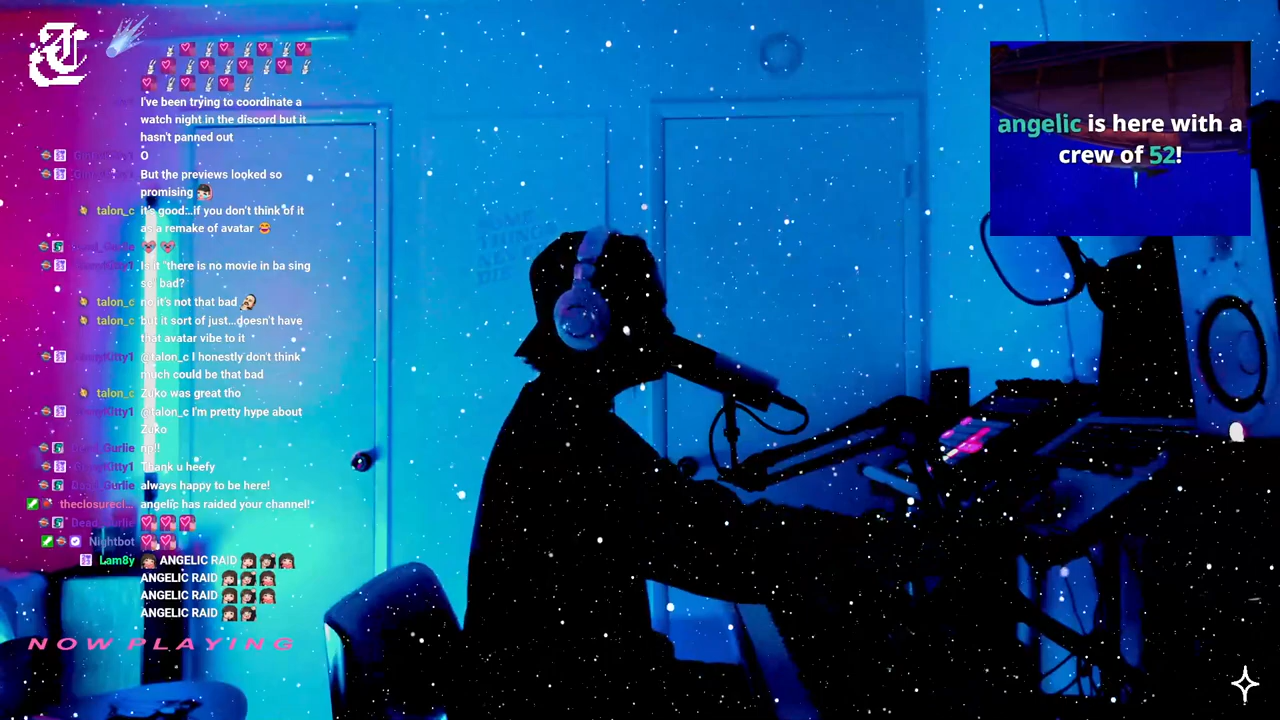 I've been trying to coordinate a
watch night in the discord but it
hasn't panned out
O
But the previews looked so
promising
talon_c it's good...if you don't think of it
as a remake of avatar
Isn't "there is no movie in ba sing
se" bad?
talon_c no it's not that bad
talon_c but it sort of just...doesn't have
that avatar vibe to it
@talon_c I honestly don't think
much could be that bad
talon_c Zuko was great tho
@talon_c I'm pretty hype about
Zuko
Dead_Gurlie np!!
Thank u heefy
Dead_Gurlie always happy to be here!
theclosurecl... angelic has raided your channel!*
Dead_Gurlie
Nightbot
Lam8y ANGELIC RAID
ANGELIC RAID
ANGELIC RAID
ANGELIC RAID
NOW PLAYING
angelic is here with a
crew of 52!